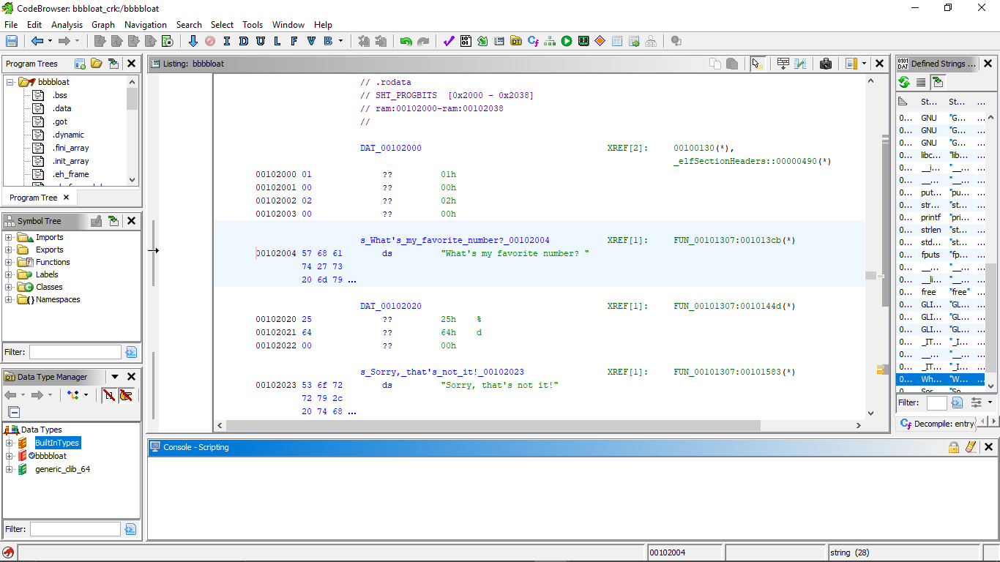 CodeBrowser: bbbloat_crk:/bbbbloat
File Edit Analysis Graph Navigation Search Select Tools Window Help
I D U L F V B
Program Trees
bbbbloat
.bss
.data
.got
.dynamic
.fini_array
.init_array
.eh_frame
Program Tree
Symbol Tree
Imports
Exports
Functions
Labels
Classes
Namespaces
Filter:
Data Type Manager
Data Types
BuiltInTypes
bbbbloat
generic_clib_64
Filter:
Listing: bbbbloat
// .rodata
// SHT_PROGBITS [0x2000 - 0x2038]
// ram:00102000-ram:00102038
//
DAT_00102000 XREF[2]: 00100130(*),
_elfSectionHeaders::00000490(*)
00102000 01 ?? 01h
00102001 00 ?? 00h
00102002 02 ?? 02h
00102003 00 ?? 00h
s_What's_my_favorite_number?_00102004 XREF[1]: FUN_00101307:001013cb(*)
00102004 57 68 61 ds "What's my favorite number? "
74 27 73
20 6d 79 ...
DAT_00102020 XREF[1]: FUN_00101307:0010144d(*)
00102020 25 ?? 25h %
00102021 64 ?? 64h d
00102022 00 ?? 00h
s_Sorry,_that's_not_it!_00102023 XREF[1]: FUN_00101307:00101583(*)
00102023 53 6f 72 ds "Sorry, that's not it!"
72 79 2c
20 74 68 ...
Defined Strings ...
St... St... ...
0... GNU "G... ...
0... GNU "G... ...
0... GNU "G... ...
0... libc... "lib... ...
0... __i... "__... ...
0... __... "__... ...
0... put... "pu... ...
0... str... "st... ...
0... printf "pri... ...
0... strlen "st... ...
0... std... "st... ...
0... fputs "fp... ...
0... __... "__... ...
0... __li... "__... ...
0... free "free" ...
0... GLI... "GL... ...
0... GLI... "GL... ...
0... GLI... "GL... ...
0... _IT... "_I... ...
0... __... "__... ...
0... _IT... "_I... ...
0... Wh... "W... ...
Filter:
Decompile: entry
Console - Scripting
00102004
string (28)